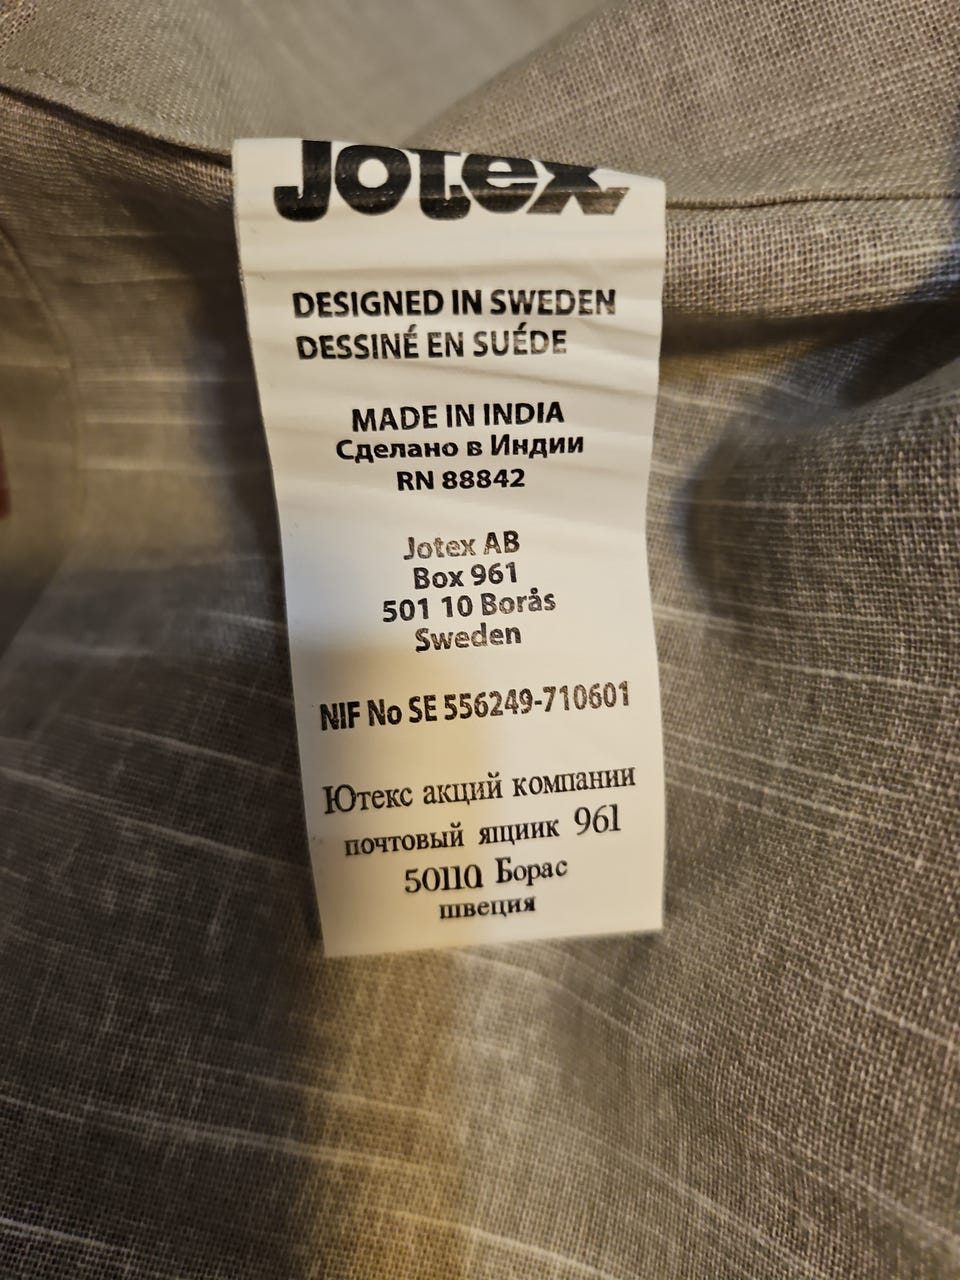 Jotex
DESIGNED IN SWEDEN
DESSINÉ EN SUÉDE
MADE IN INDIA
Сделано в Индии
RN 88842
Jotex AB
Box 961
501 10 Borås
Sweden
NIF No SE 556249-710601
Ютекс акций компании
почтовый ящиик 961
50110 Борас
швеция